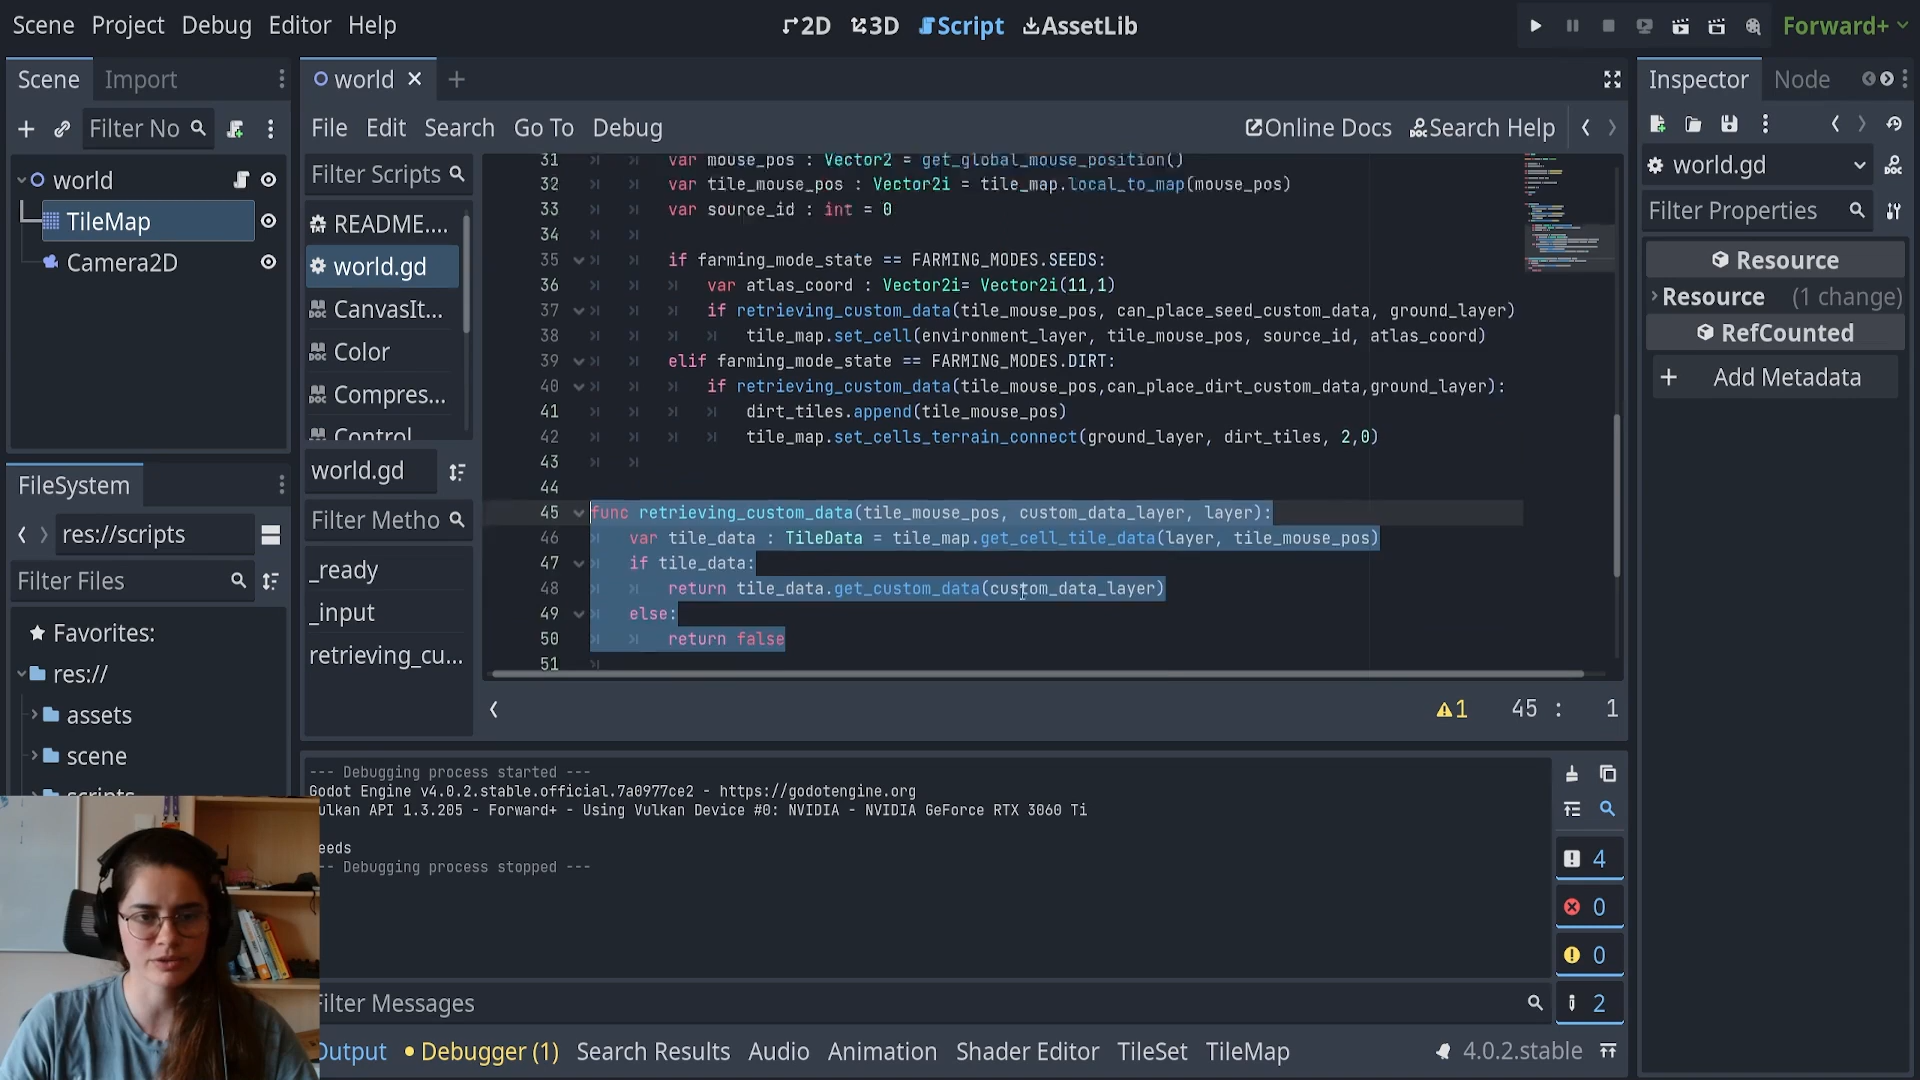 Scene Project Debug Editor Help
2D 3D Script AssetLib
Forward+
Scene Import
world
Inspector Node
Filter No
File Edit Search Go To Debug
Online Docs Search Help
world
TileMap
Camera2D
Filter Scripts
README....
world.gd
CanvasIt...
Color
Compres...
Control
world.gd
Filter Metho
_ready
_input
retrieving_cu...
31 var mouse_pos : Vector2 = get_global_mouse_position()
32 var tile_mouse_pos : Vector2i = tile_map.local_to_map(mouse_pos)
33 var source_id : int = 0
34
35 if farming_mode_state == FARMING_MODES.SEEDS:
36 var atlas_coord : Vector2i= Vector2i(11,1)
37 if retrieving_custom_data(tile_mouse_pos, can_place_seed_custom_data, ground_layer)
38 tile_map.set_cell(environment_layer, tile_mouse_pos, source_id, atlas_coord)
39 elif farming_mode_state == FARMING_MODES.DIRT:
40 if retrieving_custom_data(tile_mouse_pos,can_place_dirt_custom_data,ground_layer):
41 dirt_tiles.append(tile_mouse_pos)
42 tile_map.set_cells_terrain_connect(ground_layer, dirt_tiles, 2,0)
43
44
45 func retrieving_custom_data(tile_mouse_pos, custom_data_layer, layer):
46 var tile_data : TileData = tile_map.get_cell_tile_data(layer, tile_mouse_pos)
47 if tile_data:
48 return tile_data.get_custom_data(custom_data_layer)
49 else:
50 return false
51
1 45 : 1
world.gd
Filter Properties
Resource
Resource (1 change)
RefCounted
+ Add Metadata
FileSystem
res://scripts
Filter Files
Favorites:
res://
assets
scene
scripts
--- Debugging process started ---
Godot Engine v4.0.2.stable.official.7a0977ce2 - https://godotengine.org
ulkan API 1.3.205 - Forward+ - Using Vulkan Device #0: NVIDIA - NVIDIA GeForce RTX 3060 Ti
eeds
-- Debugging process stopped ---
4
0
0
2
ilter Messages
Output Debugger (1) Search Results Audio Animation Shader Editor TileSet TileMap
4.0.2.stable